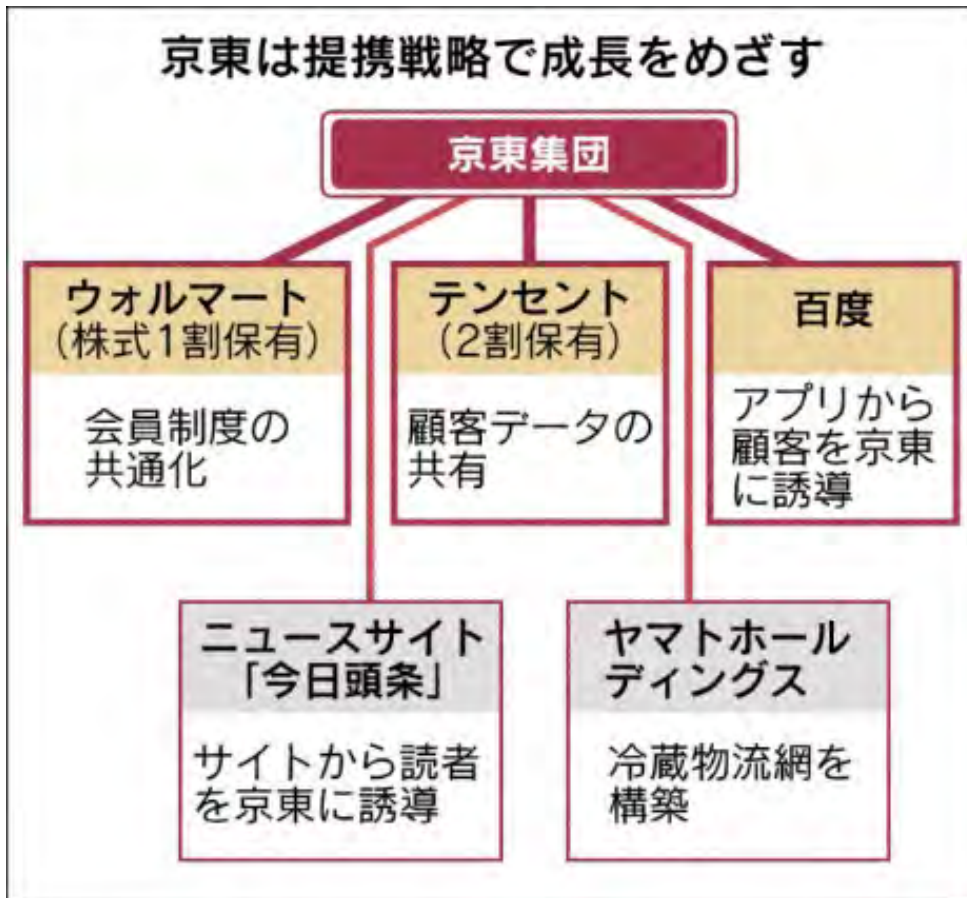 京東は提携戦略で成長をめざす
京東集団
ウォルマート
（株式1割保有）
会員制度の
共通化
テンセント
（2割保有）
顧客データの
共有
百度
アプリから
顧客を京東
に誘導
ニュースサイト
「今日頭条」
サイトから読者
を京東に誘導
ヤマトホール
ディングス
冷蔵物流網を
構築